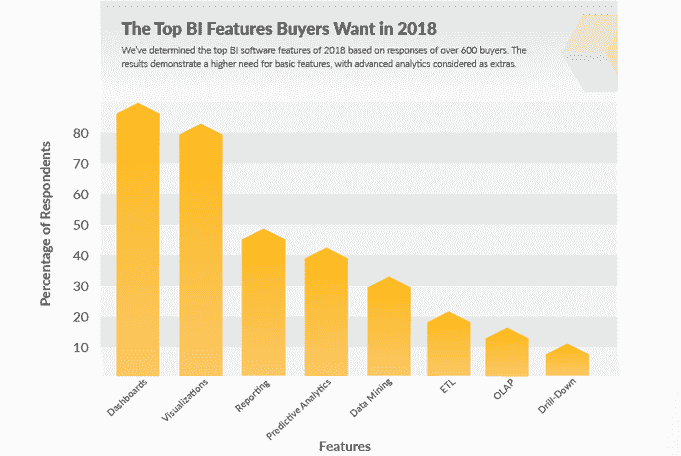 The Top BI Features Buyers Want in 2018
We've determined the top BI software features of 2018 based on responses of over 600 buyers. The
results demonstrate a higher need for basic features, with advanced analytics considered as extras.
Percentage of Respondents
80
70
60
50
40
30
20
10
Dashboards
Visualizations
Reporting
Predictive Analytics
Data Mining
ETL
OLAP
Drill-Down
Features